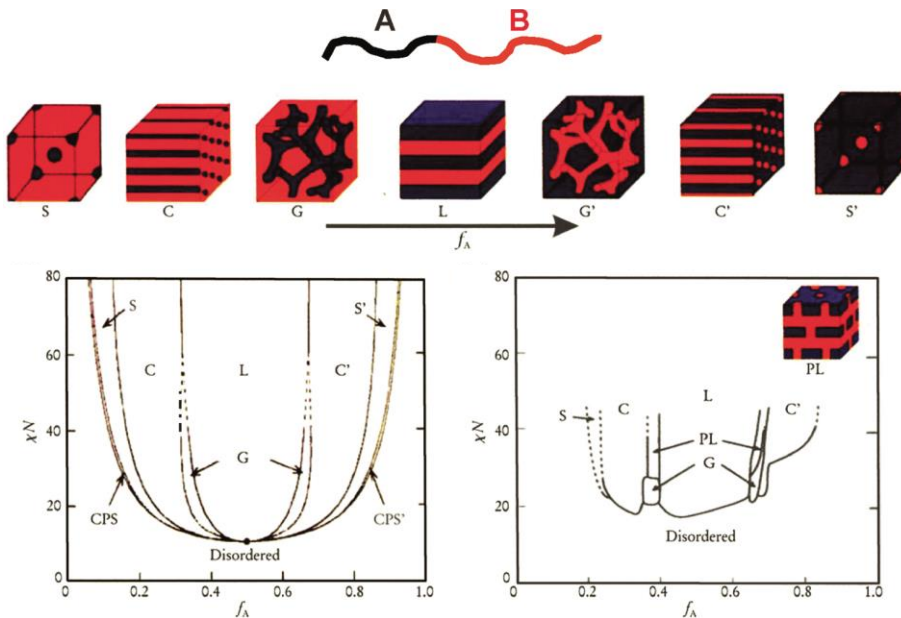 A B
S C G L G' C' S'
fA
80
60
40
20
0
χN
S
S'
C
L
C'
G
CPS
CPS'
Disordered
0 0.2 0.4 0.6 0.8 1.0
fA
80
60
40
20
0
χN
PL
L
C
C'
S
PL
G
Disordered
0 0.2 0.4 0.6 0.8 1.0
fA